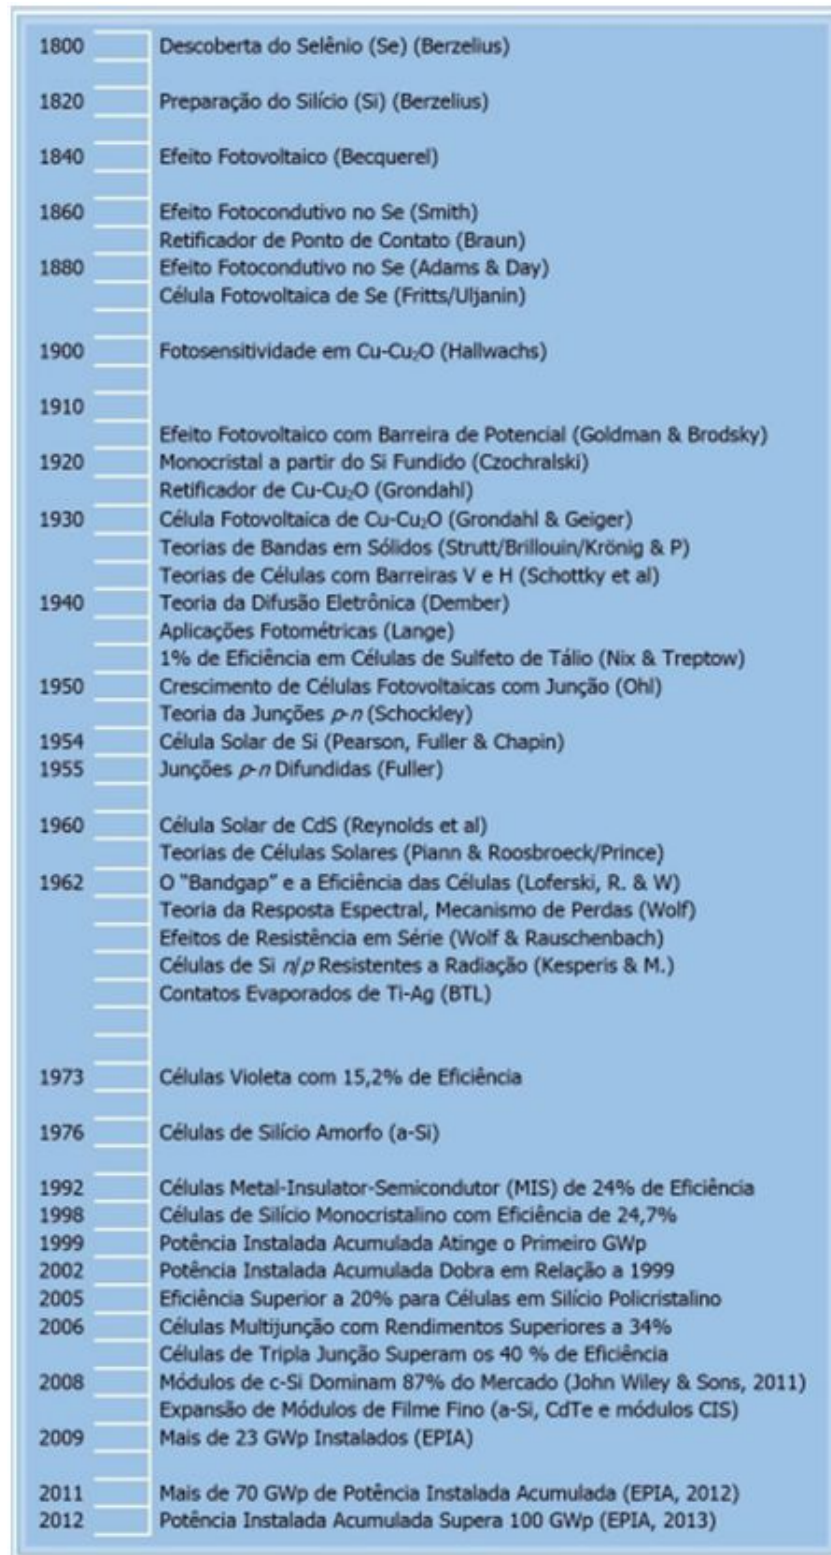 1800 Descoberta do Selênio (Se) (Berzelius)
1820 Preparação do Silício (Si) (Berzelius)
1840 Efeito Fotovoltaico (Becquerel)
1860 Efeito Fotocondutivo no Se (Smith)
Retificador de Ponto de Contato (Braun)
1880 Efeito Fotocondutivo no Se (Adams & Day)
Célula Fotovoltaica de Se (Fritts/Uljanin)
1900 Fotosensitividade em Cu-Cu₂O (Hallwachs)
1910
Efeito Fotovoltaico com Barreira de Potencial (Goldman & Brodsky)
1920 Monocristal a partir do Si Fundido (Czochralski)
Retificador de Cu-Cu₂O (Grondahl)
1930 Célula Fotovoltaica de Cu-Cu₂O (Grondahl & Geiger)
Teorias de Bandas em Sólidos (Strutt/Brillouin/Krönig & P)
Teorias de Células com Barreiras V e H (Schottky et al)
1940 Teoria da Difusão Eletrônica (Dember)
Aplicações Fotométricas (Lange)
1% de Eficiência em Células de Sulfeto de Tálio (Nix & Treptow)
1950 Crescimento de Células Fotovoltaicas com Junção (Ohl)
Teoria da Junções p-n (Schockley)
1954 Célula Solar de Si (Pearson, Fuller & Chapin)
1955 Junções p-n Difundidas (Fuller)
1960 Célula Solar de CdS (Reynolds et al)
Teorias de Células Solares (Pfann & Roosbroeck/Prince)
1962 O "Bandgap" e a Eficiência das Células (Loferski, R. & W)
Teoria da Resposta Espectral, Mecanismo de Perdas (Wolf)
Efeitos de Resistência em Série (Wolf & Rauschenbach)
Células de Si n/p Resistentes a Radiação (Kesperis & M.)
Contatos Evaporados de Ti-Ag (BTL)
1973 Células Violeta com 15,2% de Eficiência
1976 Células de Silício Amorfo (a-Si)
1992 Células Metal-Insulator-Semicondutor (MIS) de 24% de Eficiência
1998 Células de Silício Monocristalino com Eficiência de 24,7%
1999 Potência Instalada Acumulada Atinge o Primeiro GWp
2002 Potência Instalada Acumulada Dobra em Relação a 1999
2005 Eficiência Superior a 20% para Células em Silício Policristalino
2006 Células Multijunção com Rendimentos Superiores a 34%
Células de Tripla Junção Superam os 40 % de Eficiência
2008 Módulos de c-Si Dominam 87% do Mercado (John Wiley & Sons, 2011)
Expansão de Módulos de Filme Fino (a-Si, CdTe e módulos CIS)
2009 Mais de 23 GWp Instalados (EPIA)
2011 Mais de 70 GWp de Potência Instalada Acumulada (EPIA, 2012)
2012 Potência Instalada Acumulada Supera 100 GWp (EPIA, 2013)